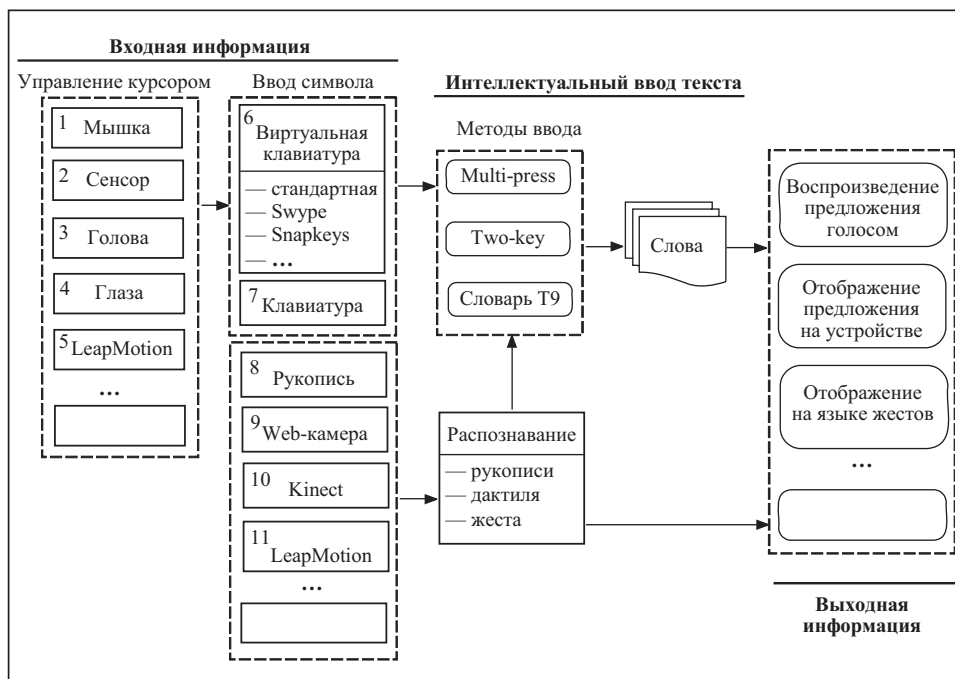 Входная информация
Управление курсором
1 Мышка
2 Сенсор
3 Голова
4 Глаза
5 LeapMotion
...
Ввод символа
6 Виртуальная
клавиатура
— стандартная
— Swype
— Snapkeys
— ...
7 Клавиатура
8 Рукопись
9 Web-камера
10 Kinect
11 LeapMotion
...
Интеллектуальный ввод текста
Методы ввода
Multi-press
Two-key
Словарь T9
Слова
Распознавание
— рукописи
— дактиля
— жеста
Воспроизведение
предложения
голосом
Отображение
предложения
на устройстве
Отображение
на языке жестов
...
Выходная
информация